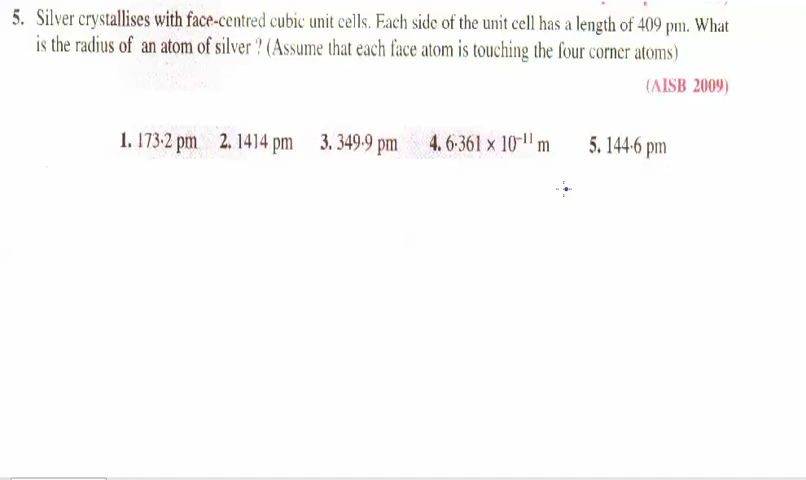 5. Silver crystallises with face-centred cubic unit cells. Each side of the unit cell has a length of 409 pm. What
is the radius of an atom of silver ? (Assume that each face atom is touching the four corner atoms)
(AISB 2009)
1. 173·2 pm 2. 1414 pm 3. 349·9 pm 4. 6·361 × 10⁻¹¹ m 5. 144·6 pm